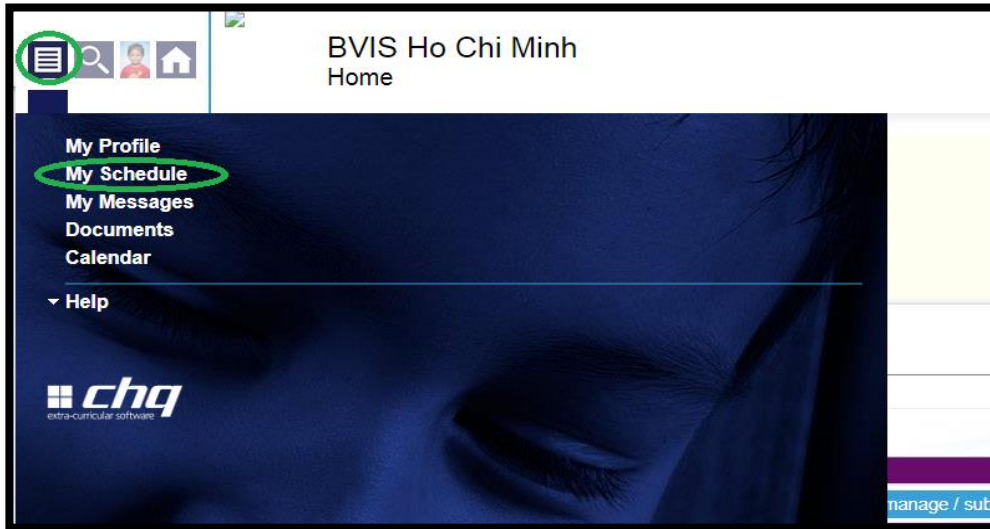 BVIS Ho Chi Minh
Home
My Profile
My Schedule
My Messages
Documents
Calendar
Help
chq
extra-curricular software
manage / sub